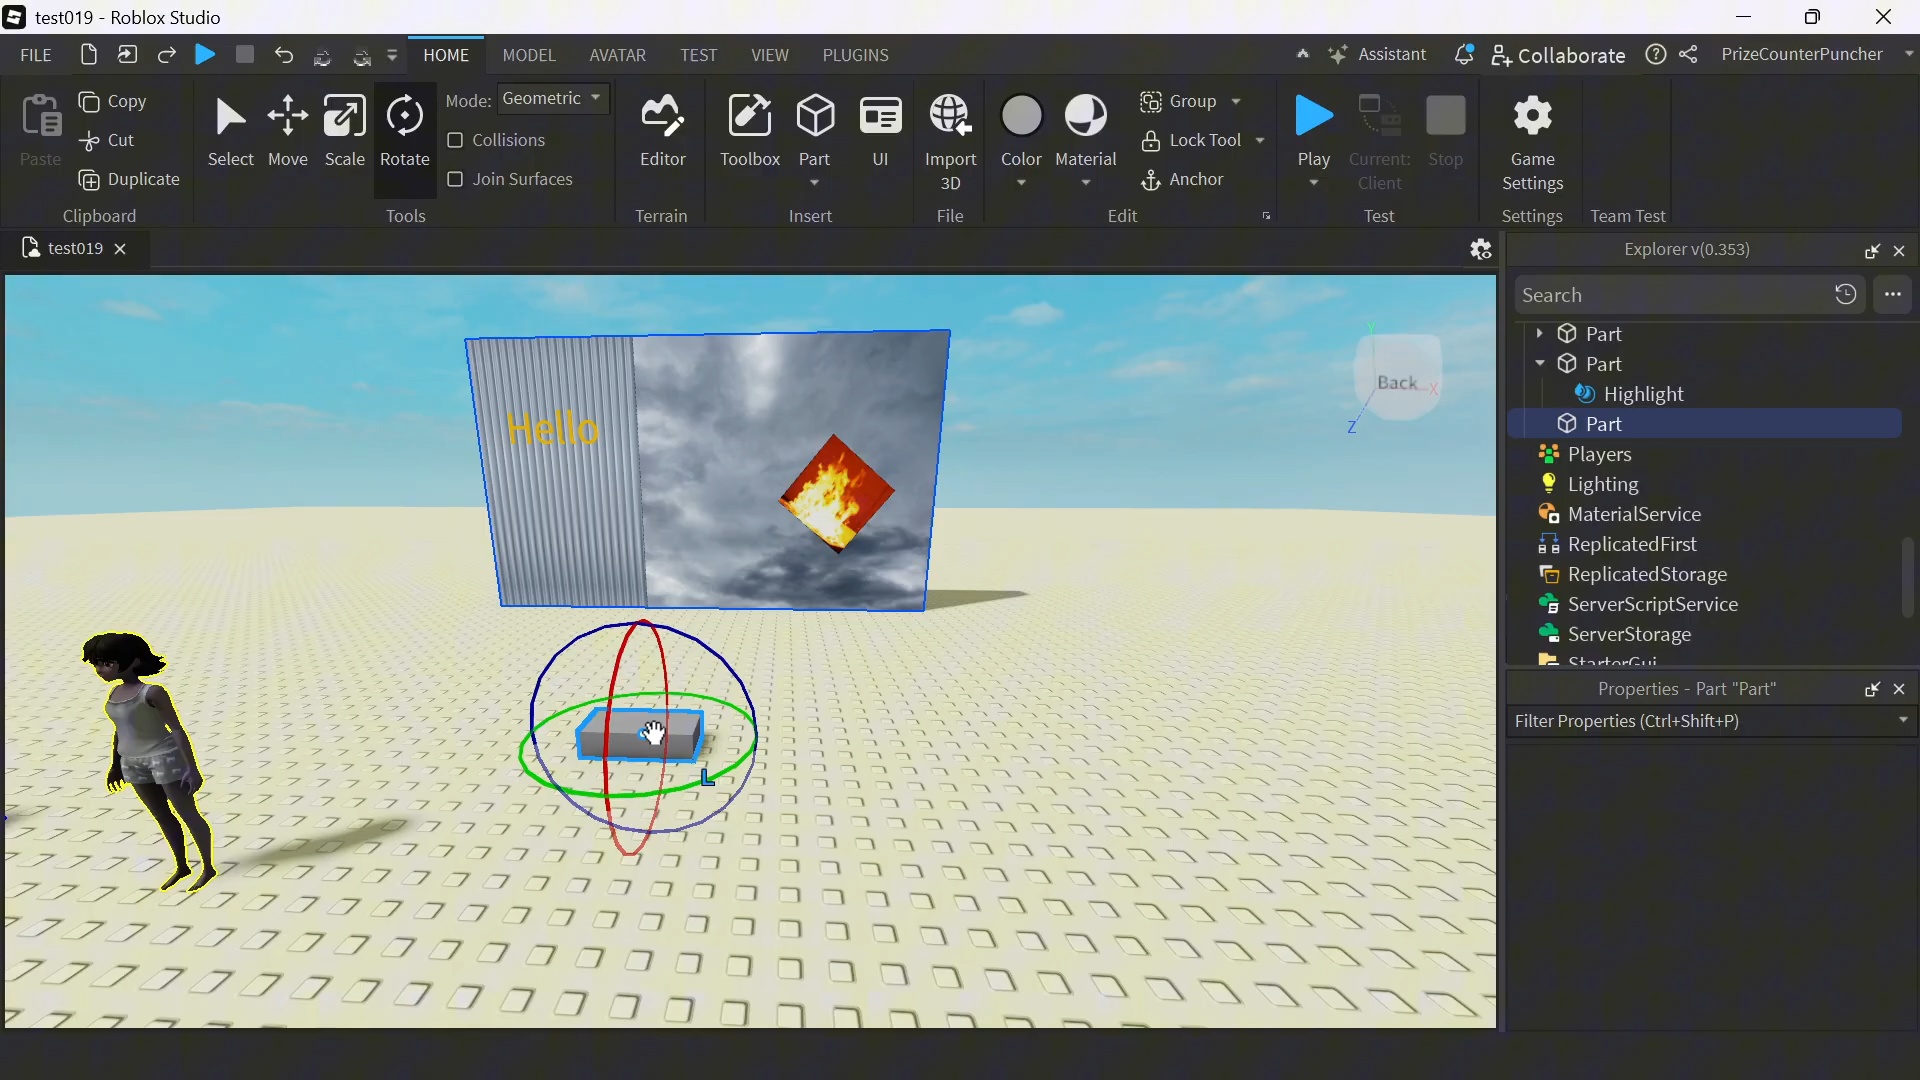 test019 - Roblox Studio
FILE
HOME
MODEL
AVATAR
TEST
VIEW
PLUGINS
Assistant
Collaborate
PrizeCounterPuncher
Paste
Copy
Cut
Duplicate
Clipboard
Select
Move
Scale
Rotate
Mode: Geometric
Collisions
Join Surfaces
Tools
Editor
Terrain
Toolbox
Part
UI
Insert
Import
3D
File
Color
Material
Group
Lock Tool
Anchor
Edit
Play
Current:
Client
Stop
Test
Game
Settings
Settings
Team Test
test019
Hello
Back
Y
X
Z
L
Explorer v(0.353)
Search
Part
Part
Highlight
Part
Players
Lighting
MaterialService
ReplicatedFirst
ReplicatedStorage
ServerScriptService
ServerStorage
StarterGui
Properties - Part "Part"
Filter Properties (Ctrl+Shift+P)